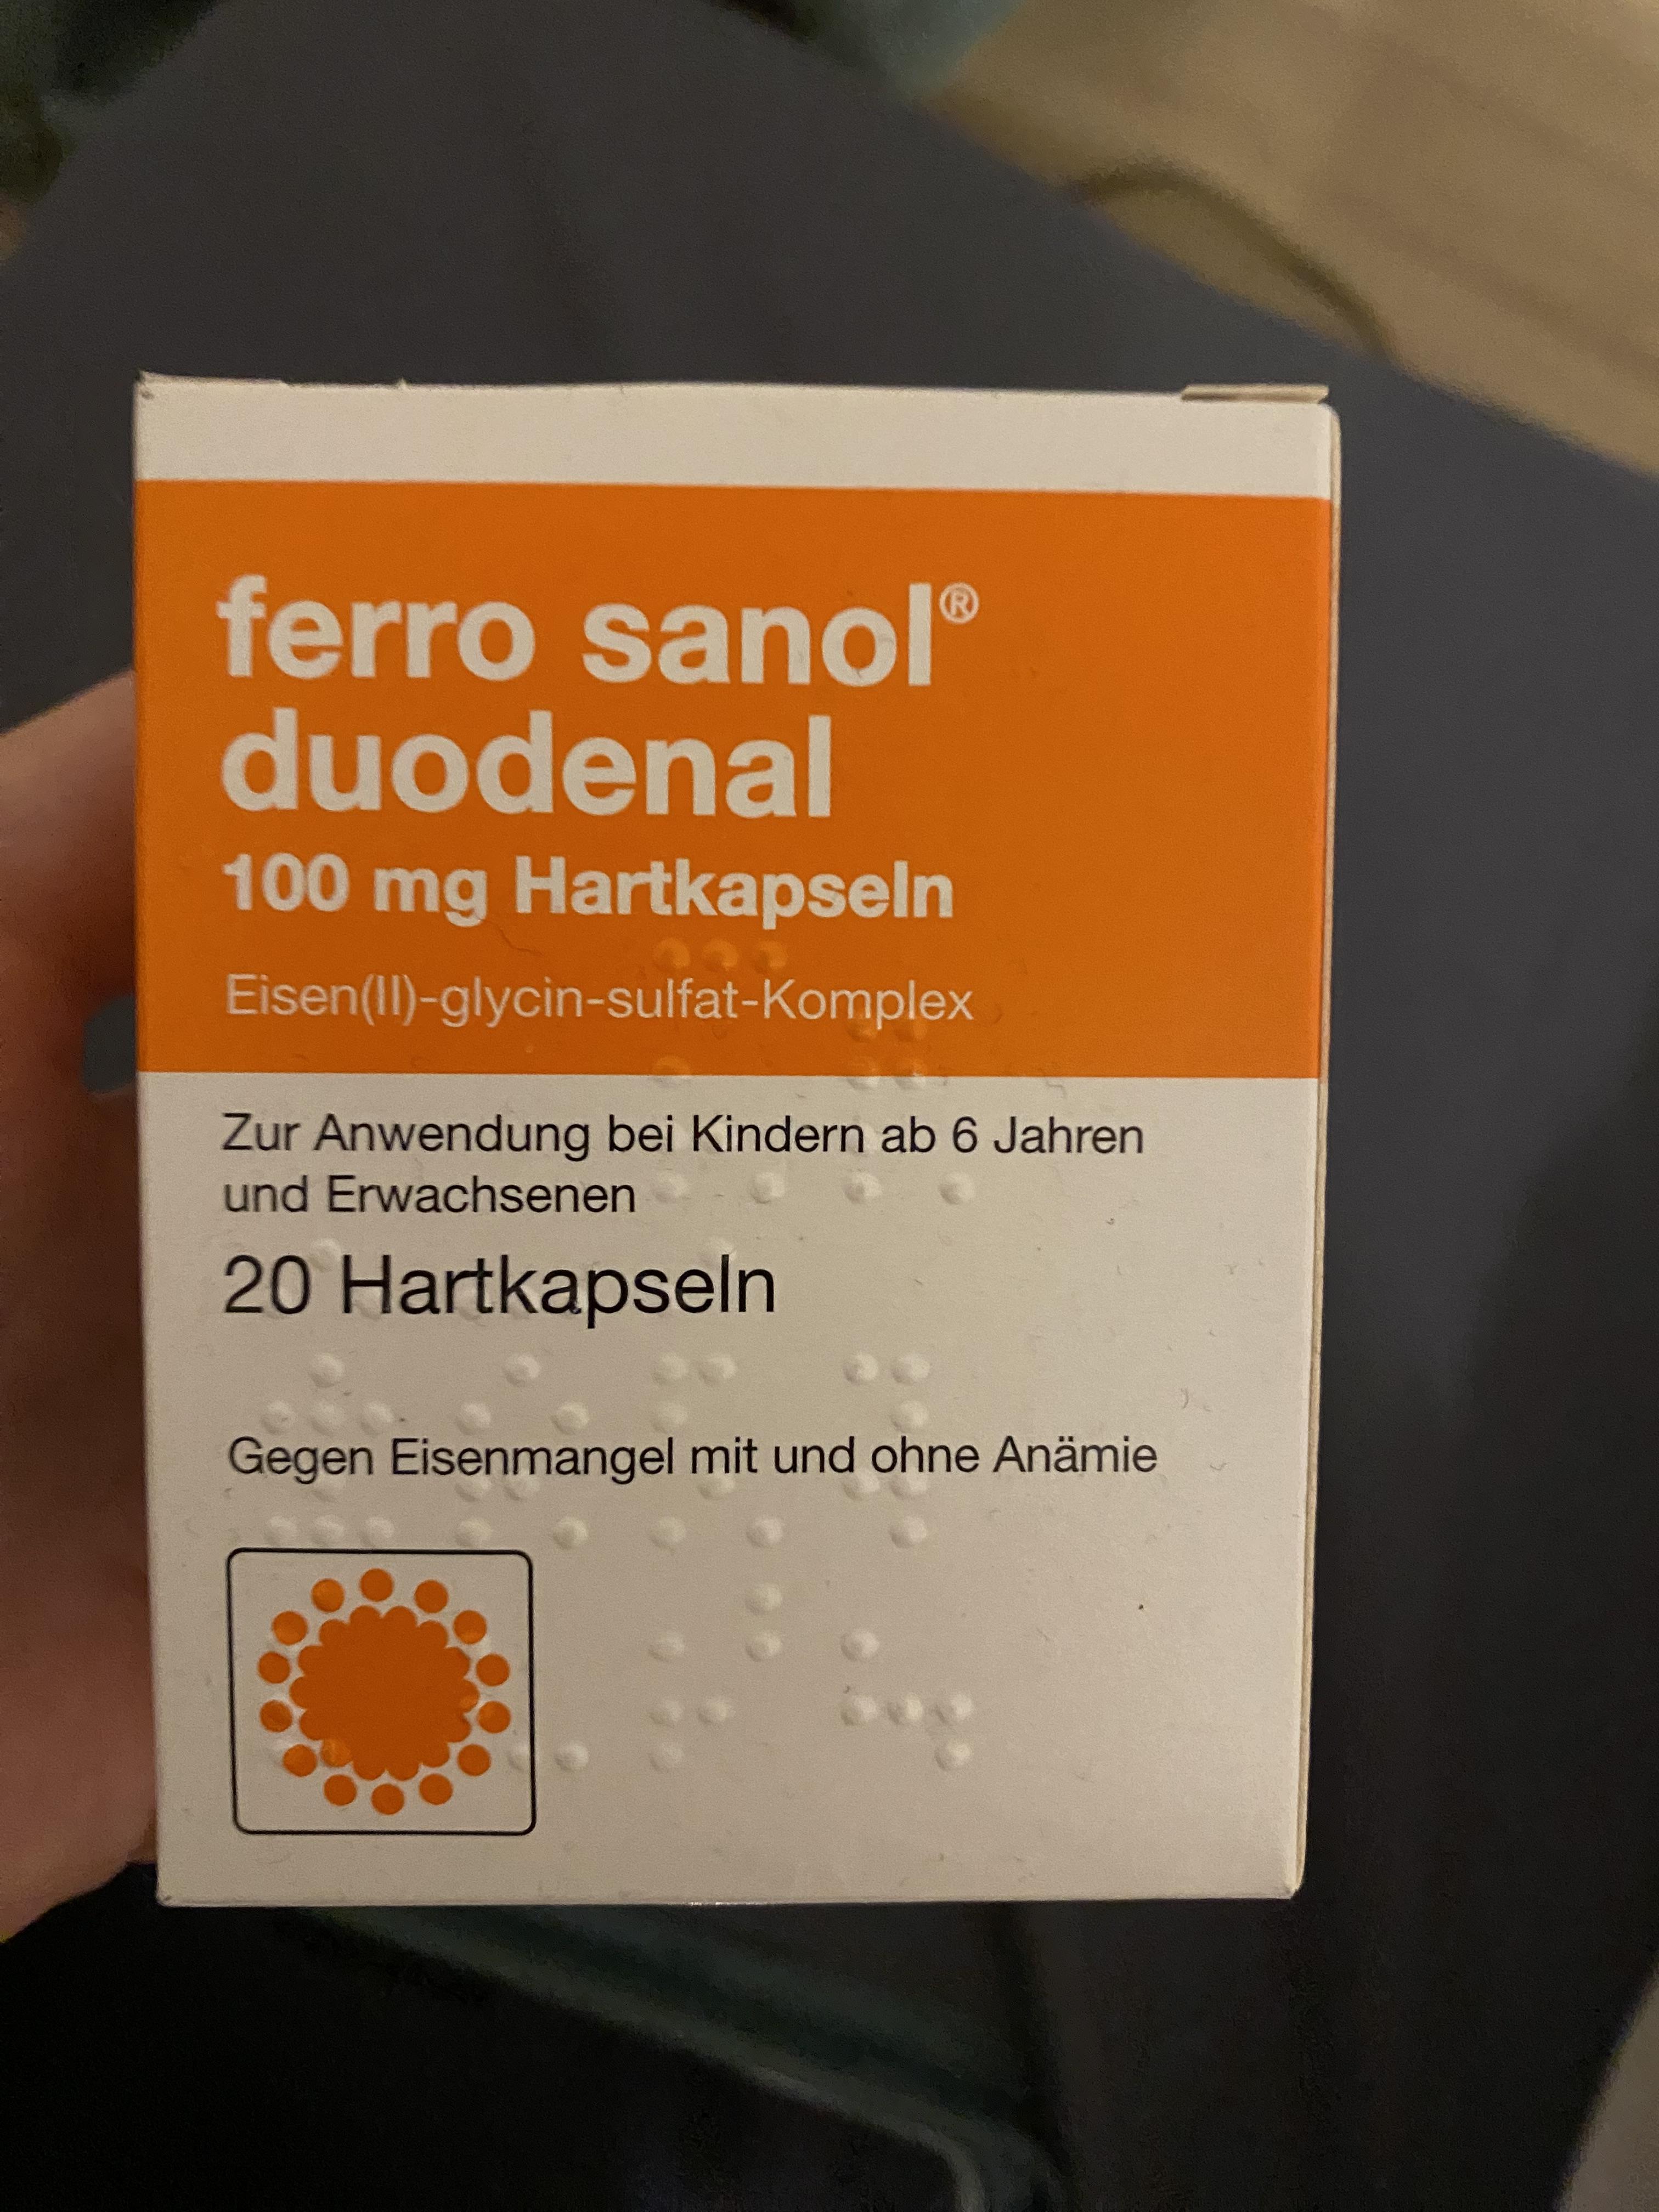 ferro sanol®
duodenal
100 mg Hartkapseln
Eisen(II)-glycin-sulfat-Komplex
Zur Anwendung bei Kindern ab 6 Jahren
und Erwachsenen
20 Hartkapseln
Gegen Eisenmangel mit und ohne Anämie